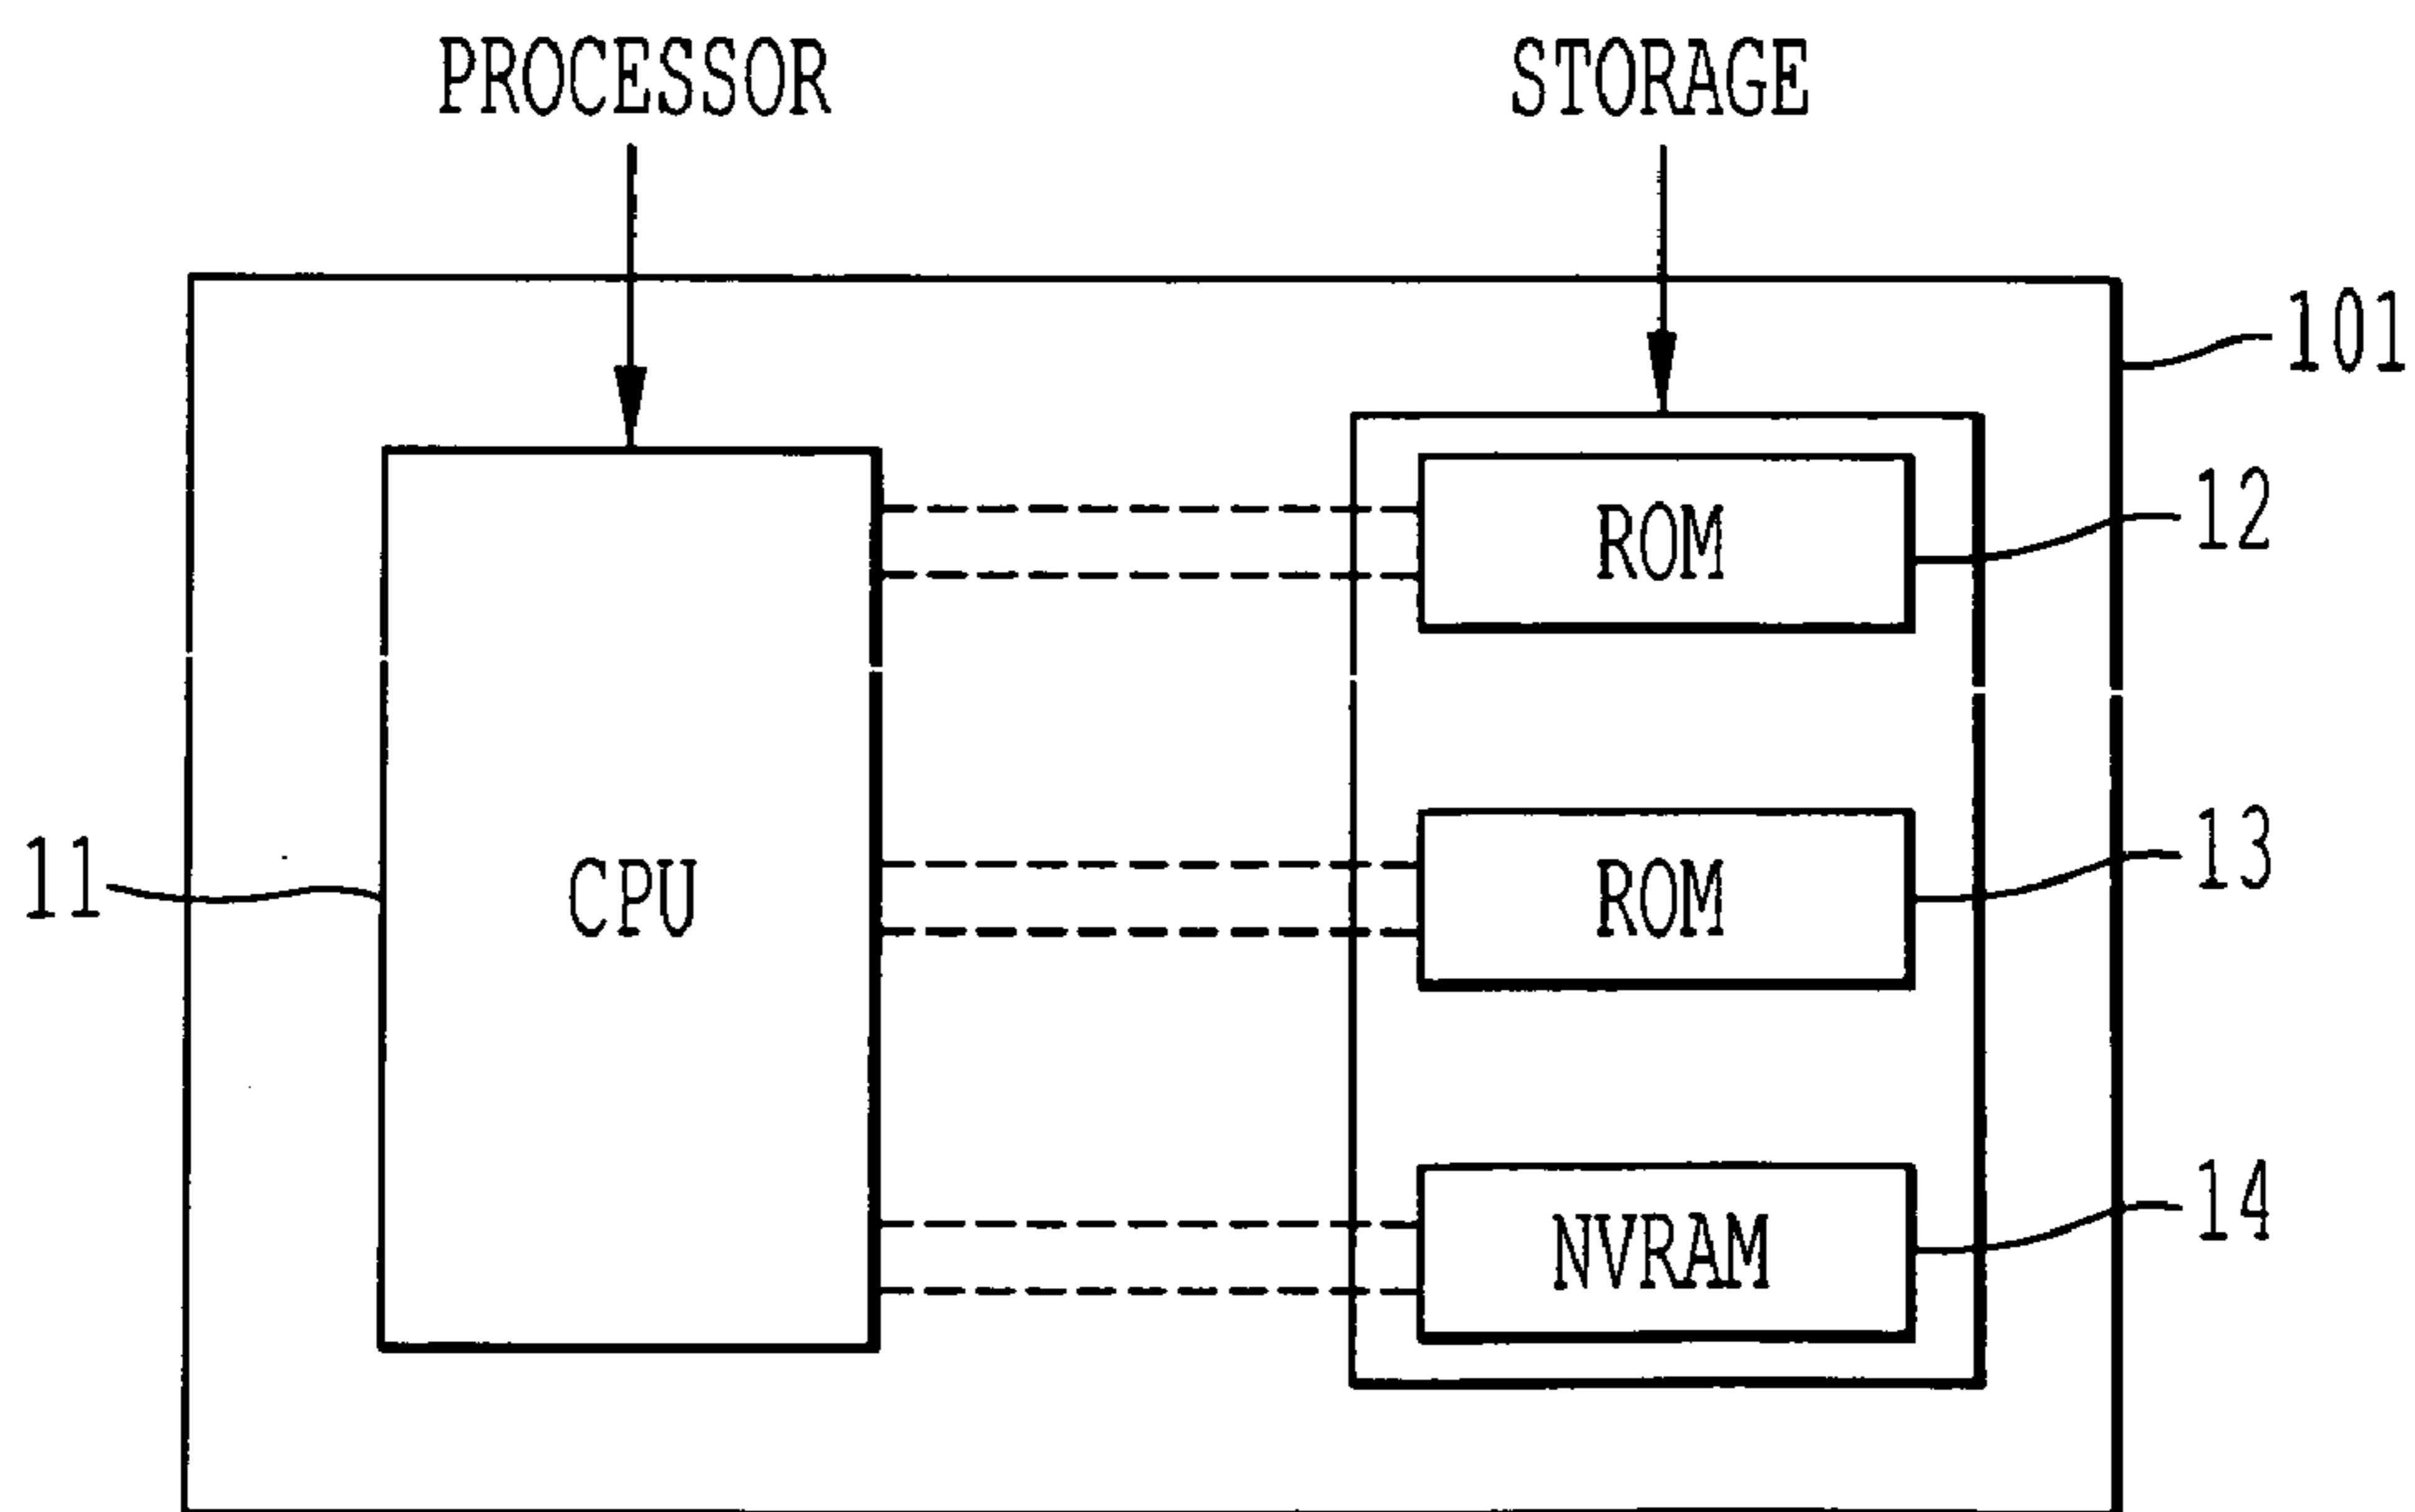 PROCESSOR
STORAGE
101
ROM
12
11
CPU
ROM
13
NVRAM
14